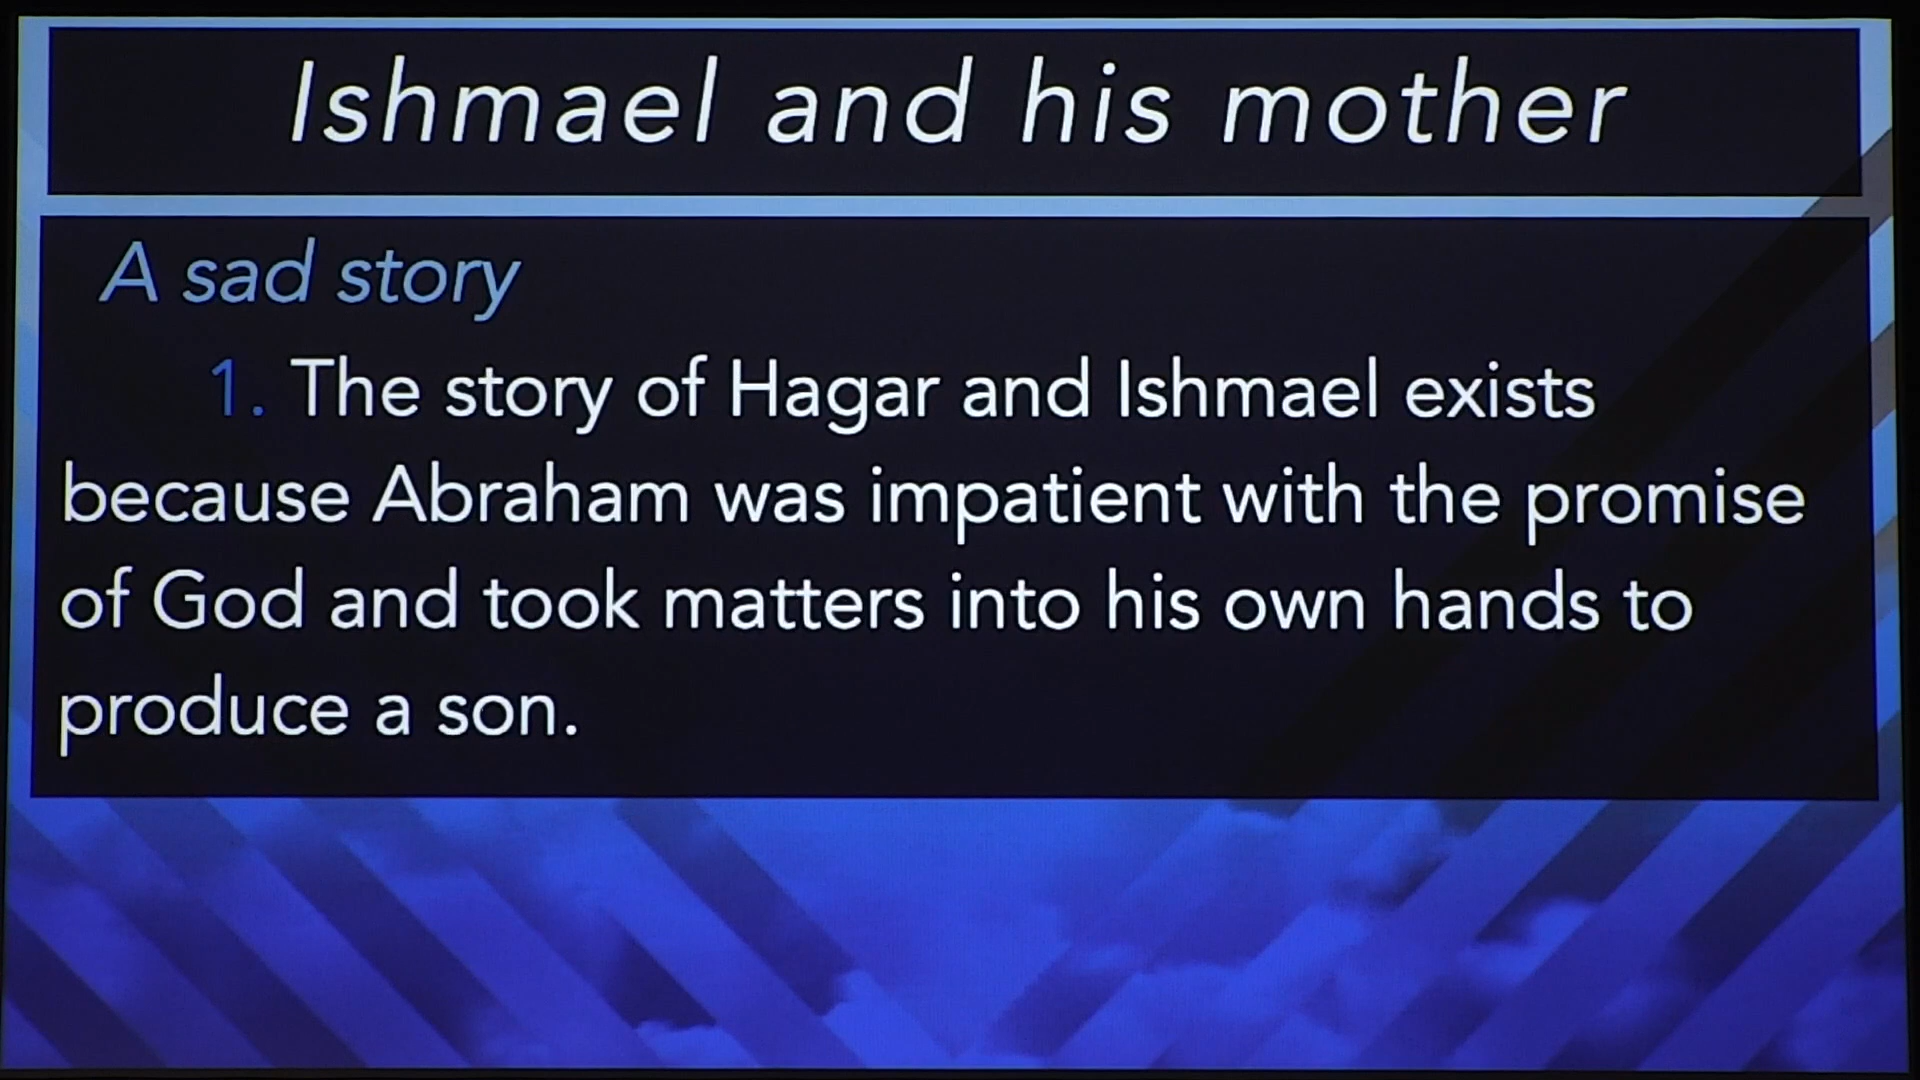 Ishmael and his mother
A sad story
1. The story of Hagar and Ishmael exists
because Abraham was impatient with the promise
of God and took matters into his own hands to
produce a son.